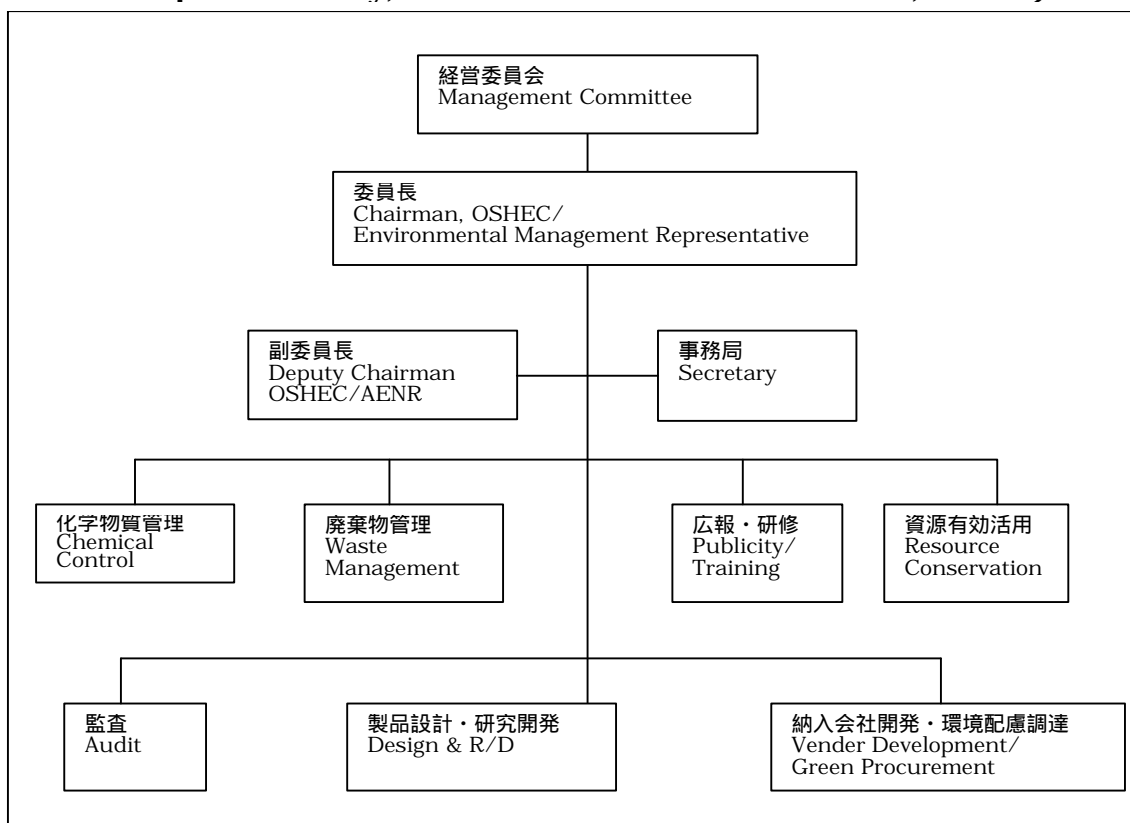 経営委員会
Management Committee
委員長
Chairman, OSHEC/
Environmental Management Representative
副委員長
Deputy Chairman
OSHEC/AENR
事務局
Secretary
化学物質管理
Chemical
Control
廃棄物管理
Waste
Management
広報・研修
Publicity/
Training
資源有効活用
Resource
Conservation
監査
Audit
製品設計・研究開発
Design & R/D
納入会社開発・環境配慮調達
Vender Development/
Green Procurement